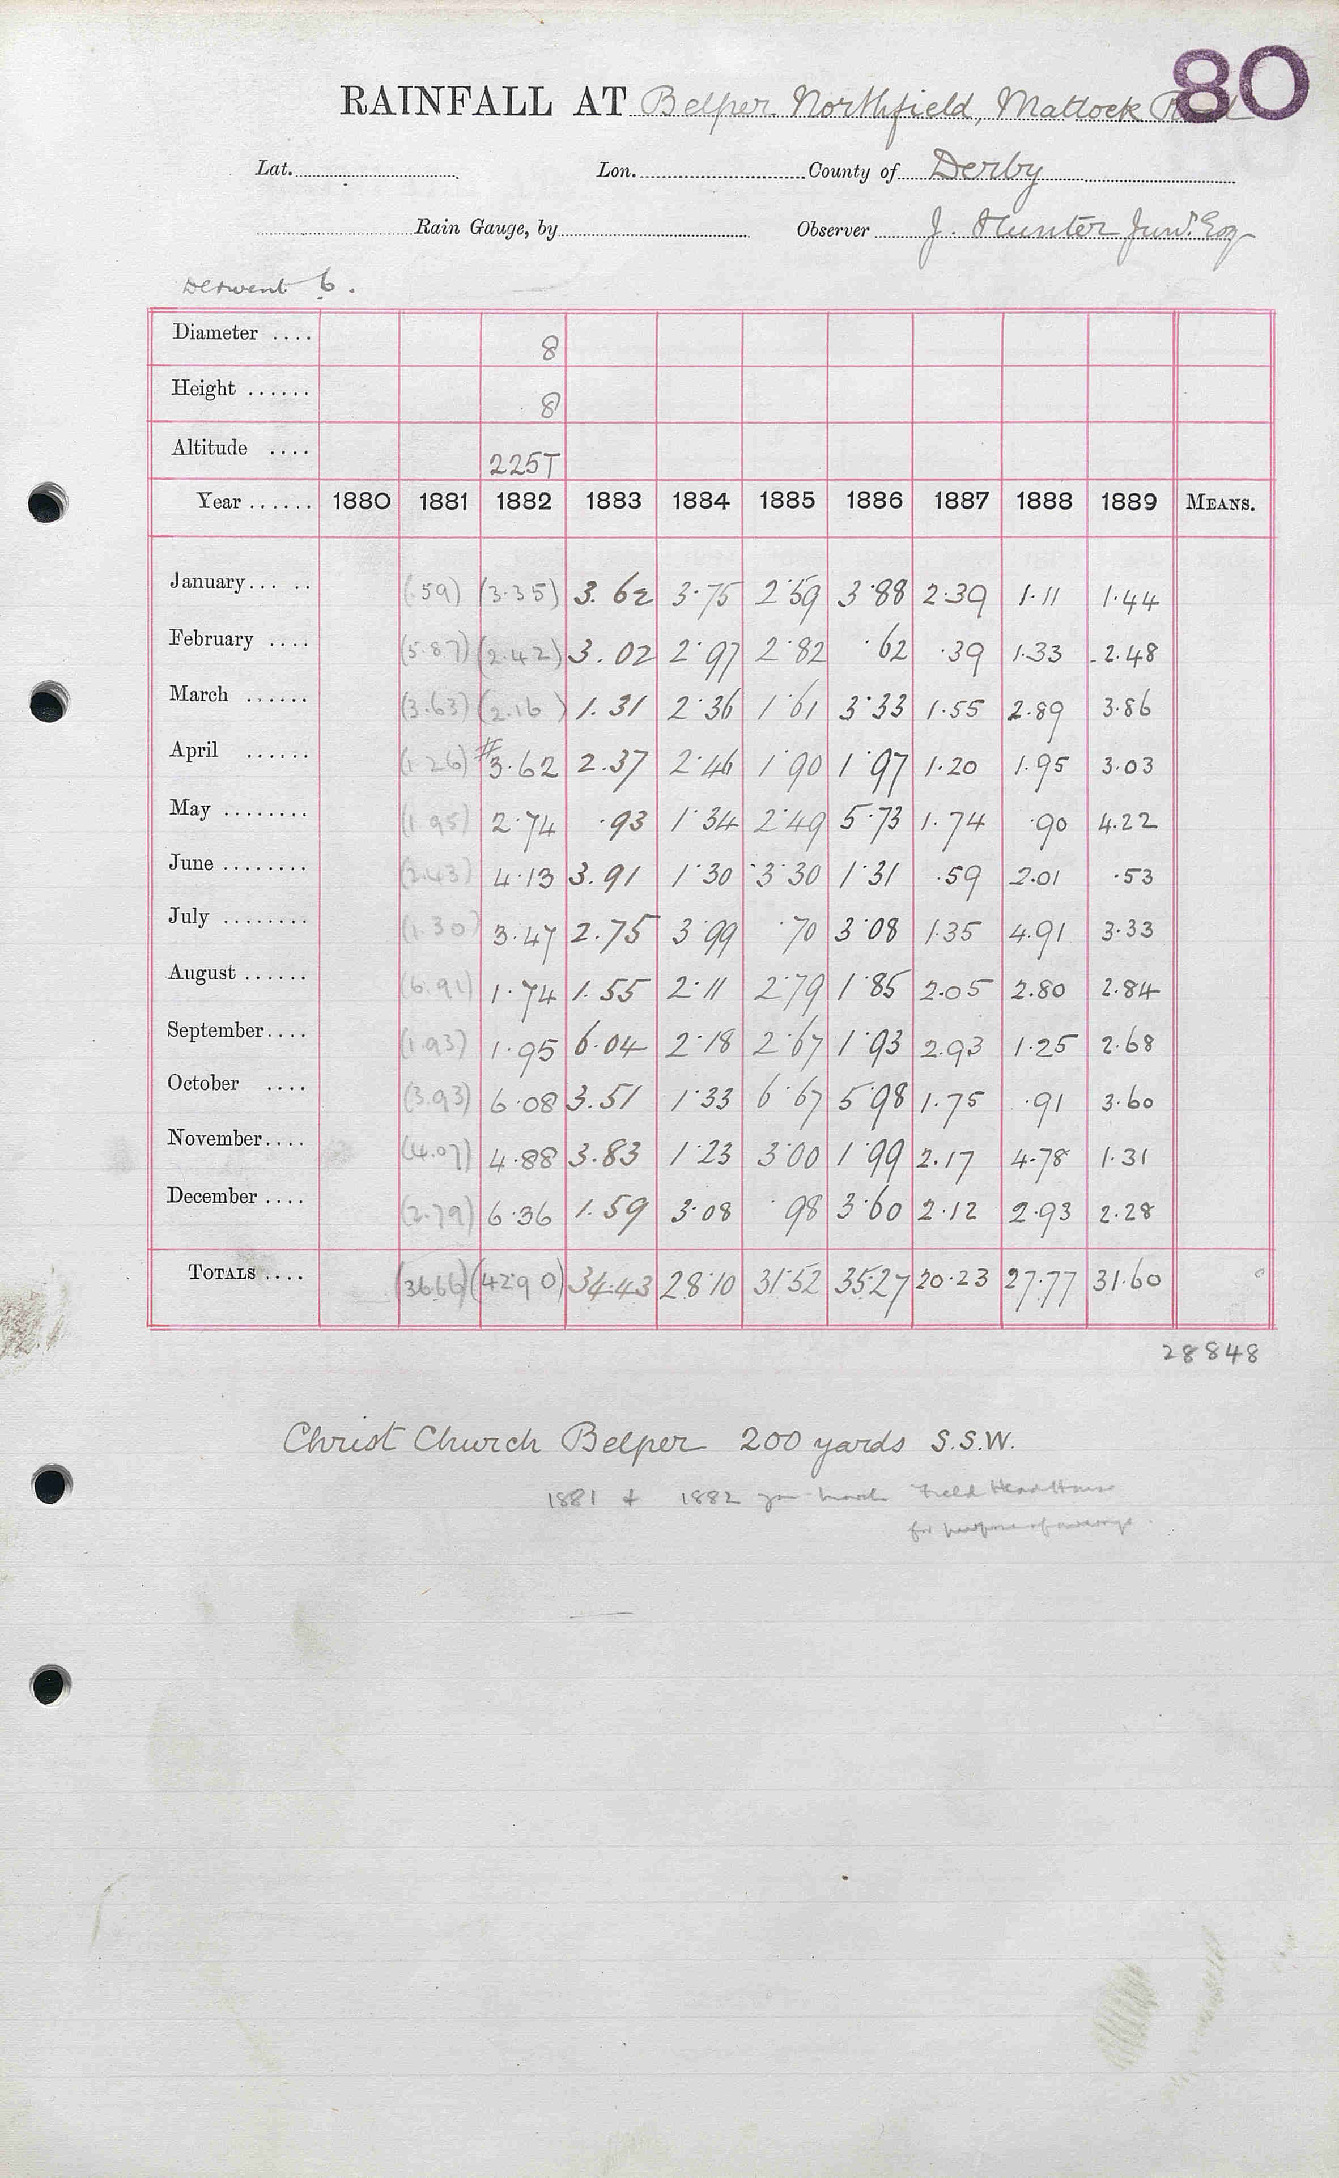 80
RAINFALL AT Belper Northfield, Matlock Road
Lat. Lon. County of Derby
Rain Gauge, by Observer J. Hunter Junr. Esq
Derwent 6.
Diameter .... 8
Height ...... 8
Altitude .... 225T
Year ...... 1880 1881 1882 1883 1884 1885 1886 1887 1888 1889 MEANS.
January... .. (.59) (3.35) 3.62 3.75 2.59 3.88 2.39 1.11 1.44
February .... (5.87) (2.42) 3.02 2.97 2.82 .62 .39 1.33 2.48
March ...... (3.63) (2.16) 1.31 2.36 1.61 3.33 1.55 2.89 3.86
April ...... (1.26) #3.62 2.37 2.46 1.90 1.97 1.20 1.95 3.03
May ........ (1.95) 2.74 .93 1.34 2.49 5.73 1.74 .90 4.22
June ........ (2.43) 4.13 3.91 1.30 3.30 1.31 .59 2.01 .53
July ........ (1.30) 3.47 2.75 3.99 .70 3.08 1.35 4.91 3.33
August ...... (6.91) 1.74 1.55 2.11 2.79 1.85 2.05 2.80 2.84
September.... (1.93) 1.95 6.04 2.18 2.67 1.93 2.93 1.25 2.68
October .... (3.93) 6.08 3.51 1.33 6.67 5.98 1.75 .91 3.60
November.... (4.07) 4.88 3.83 1.23 3.00 1.99 2.17 4.78 1.31
December .... (2.79) 6.36 1.59 3.08 .98 3.60 2.12 2.93 2.28
TOTALS .... (36.66) (42.90) 34.43 28.10 31.52 35.27 20.23 27.77 31.60
28848
Christ Church Belper 200 yards S.S.W.
1881 & 1882 Jan-March Field Head House
for purpose of average.